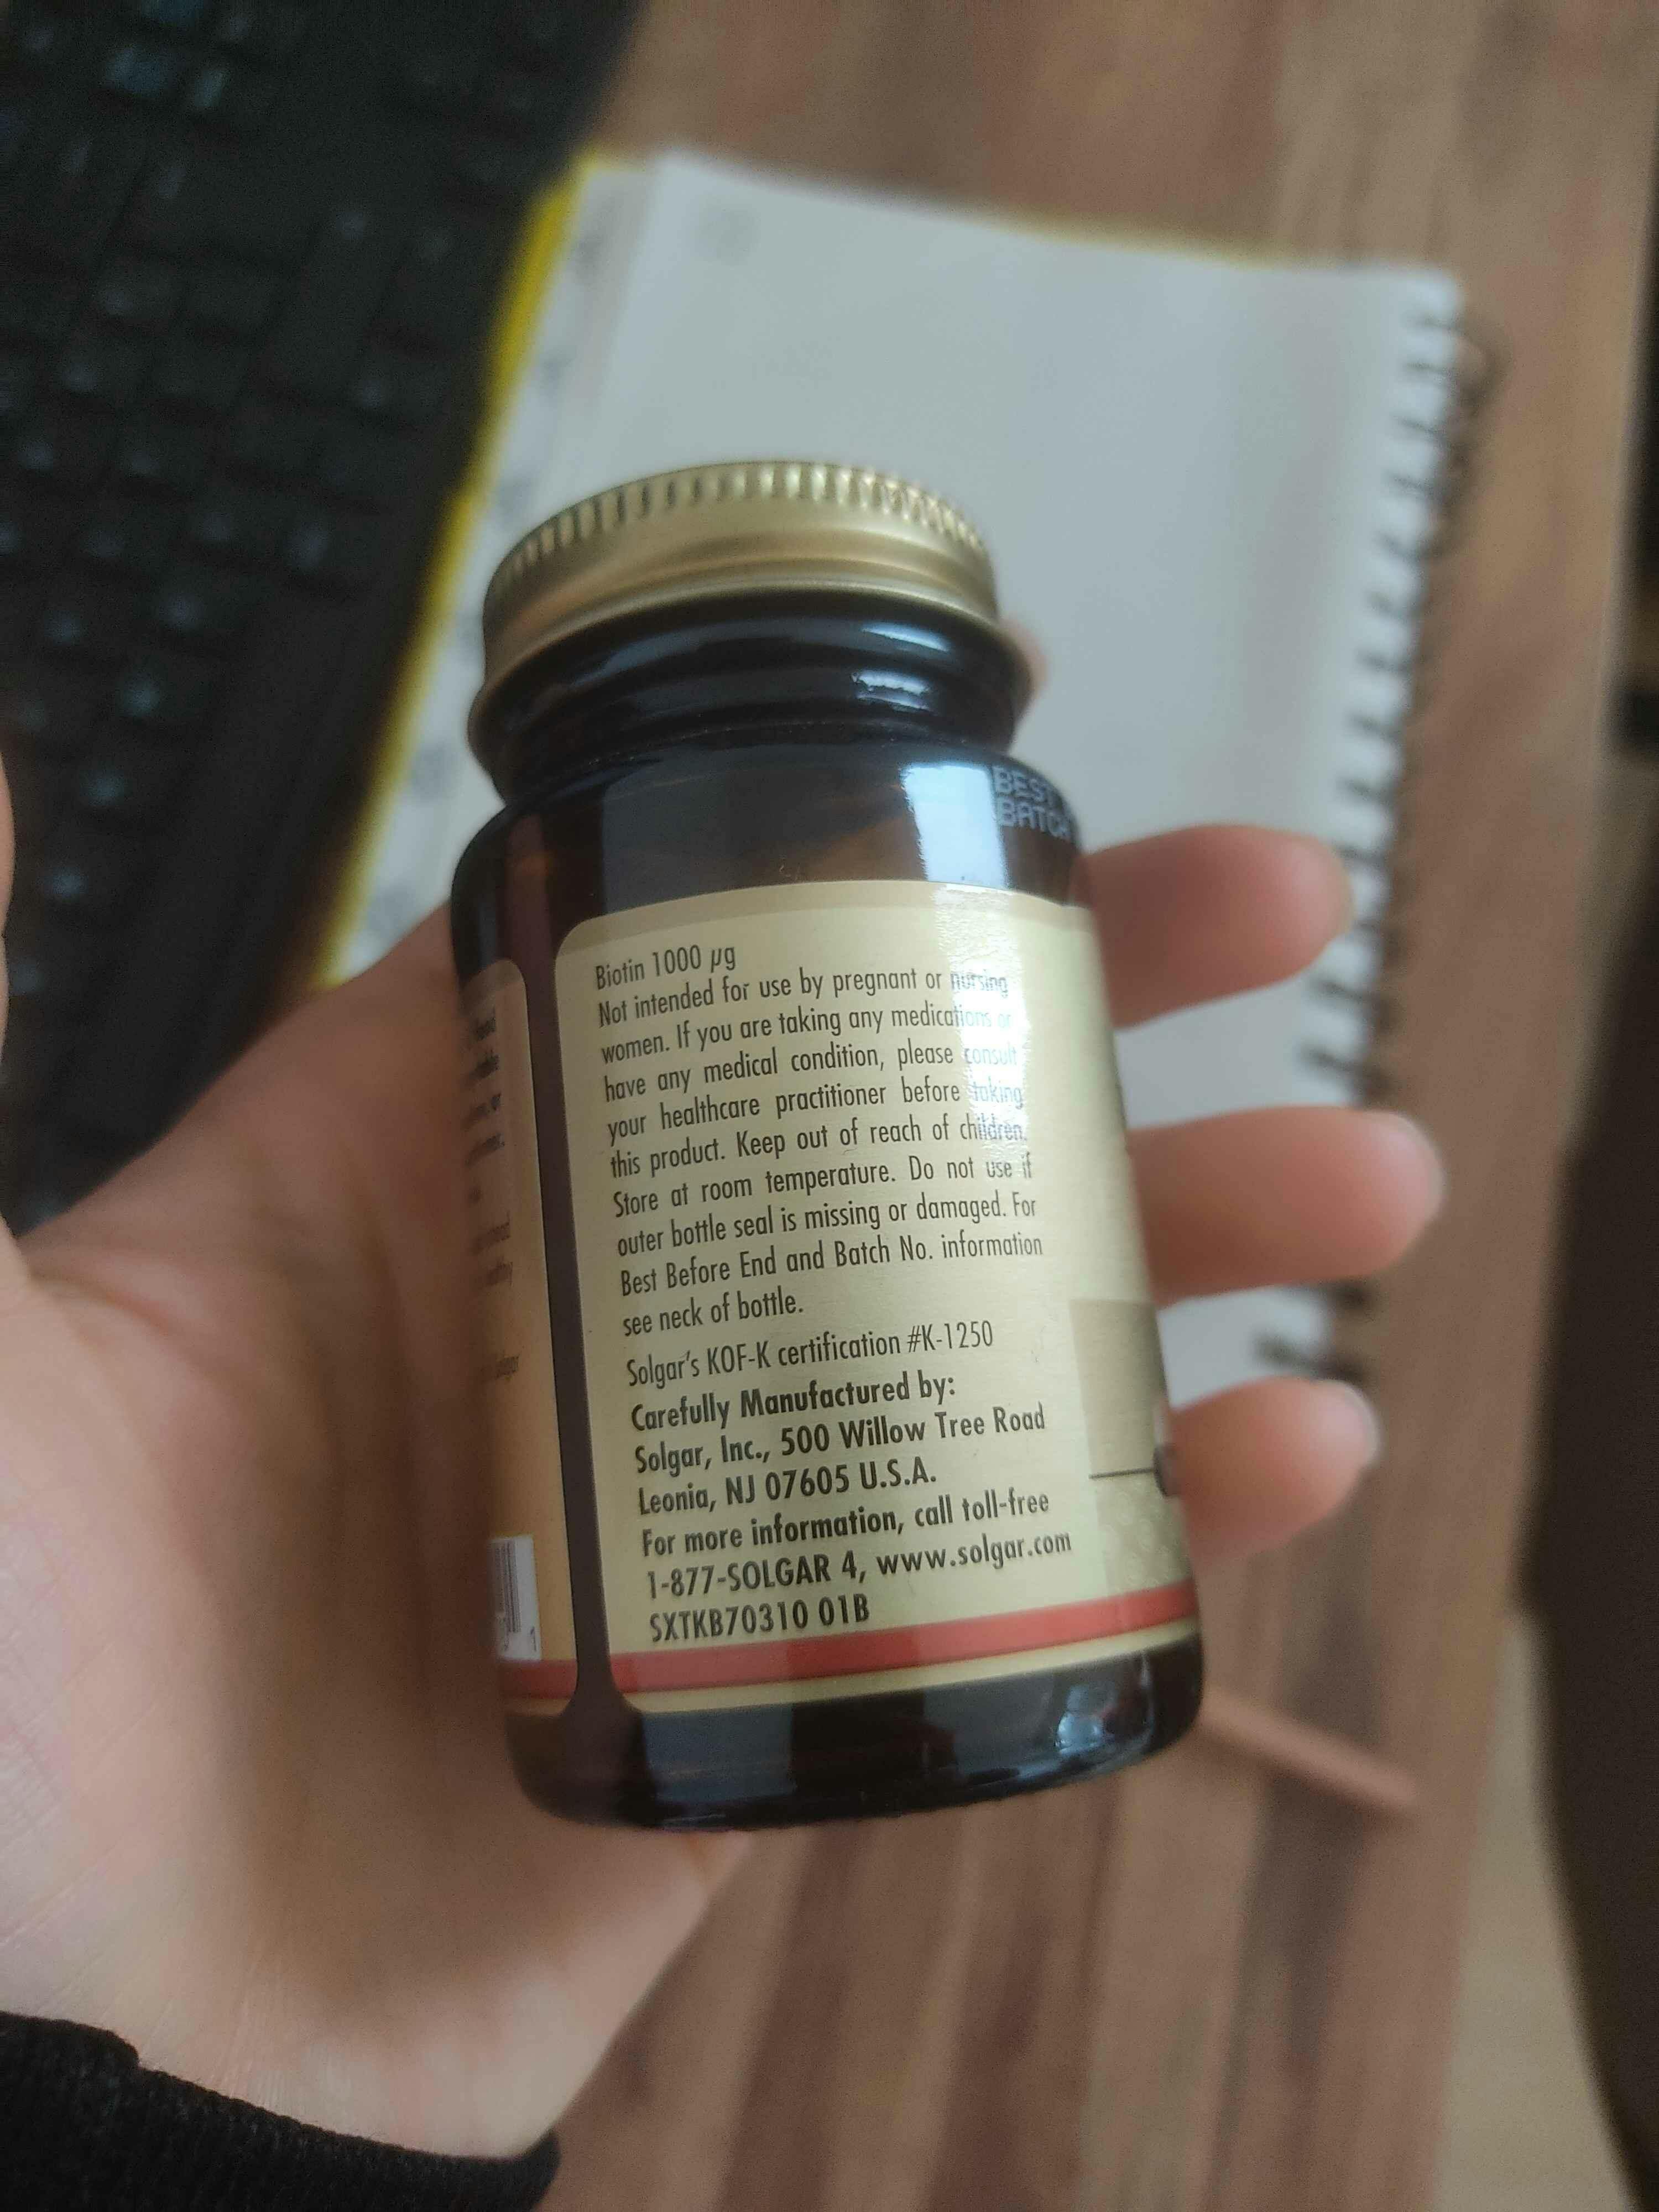 BEST
BATCH
Biotin 1000 µg
Not intended for use by pregnant or nursing
women. If you are taking any medications or
have any medical condition, please consult
your healthcare practitioner before taking
this product. Keep out of reach of children.
Store at room temperature. Do not use if
outer bottle seal is missing or damaged. For
Best Before End and Batch No. information
see neck of bottle.
Solgar's KOF-K certification #K-1250
Carefully Manufactured by:
Solgar, Inc., 500 Willow Tree Road
Leonia, NJ 07605 U.S.A.
For more information, call toll-free
1-877-SOLGAR 4, www.solgar.com
SXTKB70310 01B